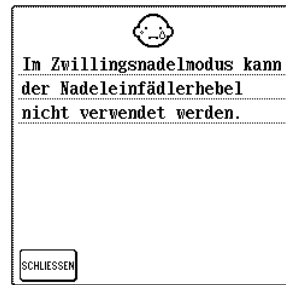 Im Zwillingsnadelmodus kann
der Nadeleinfädlerhebel
nicht verwendet werden.
SCHLIESSEN